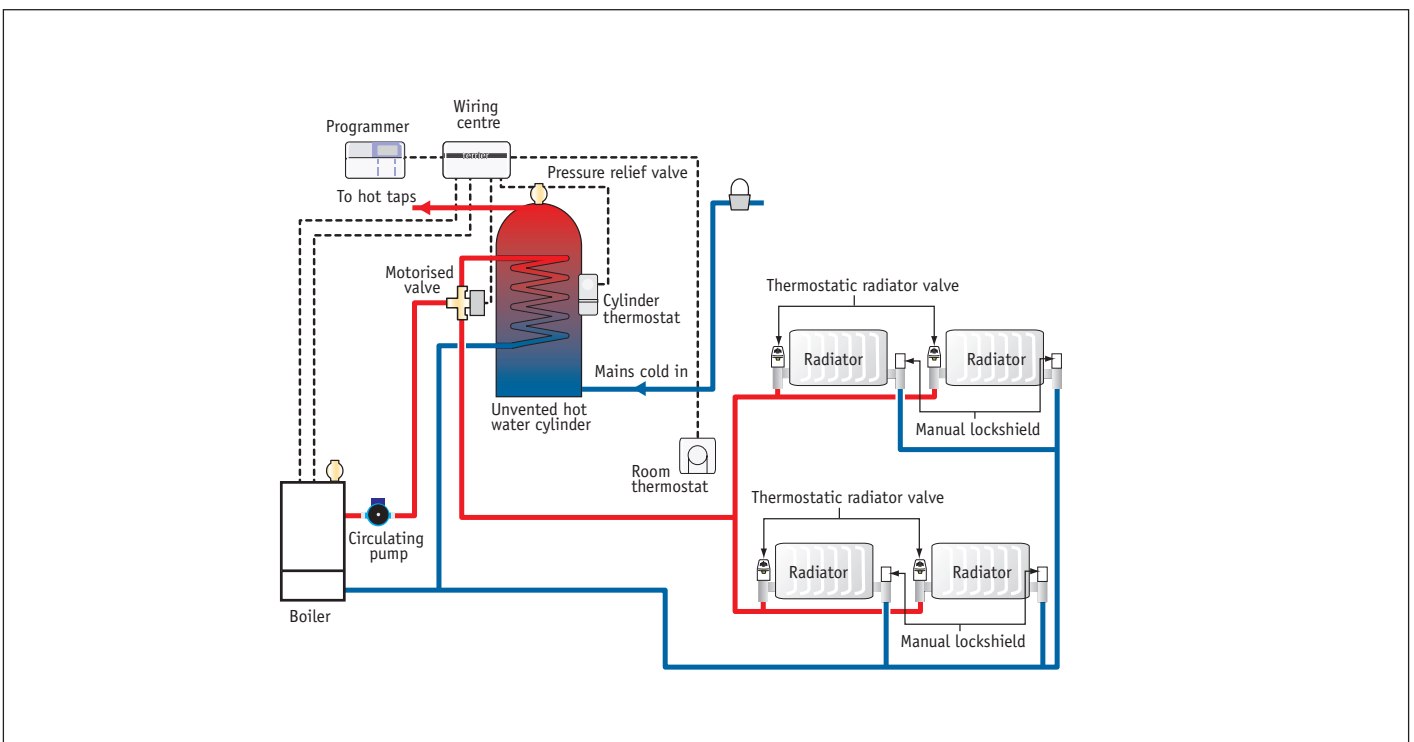 Wiring
centre
Programmer
terrier
Pressure relief valve
To hot taps
Motorised
valve
Cylinder
thermostat
Thermostatic radiator valve
Radiator
Radiator
Mains cold in
Unvented hot
water cylinder
Manual lockshield
Room
thermostat
Thermostatic radiator valve
Circulating
pump
Radiator
Radiator
Boiler
Manual lockshield